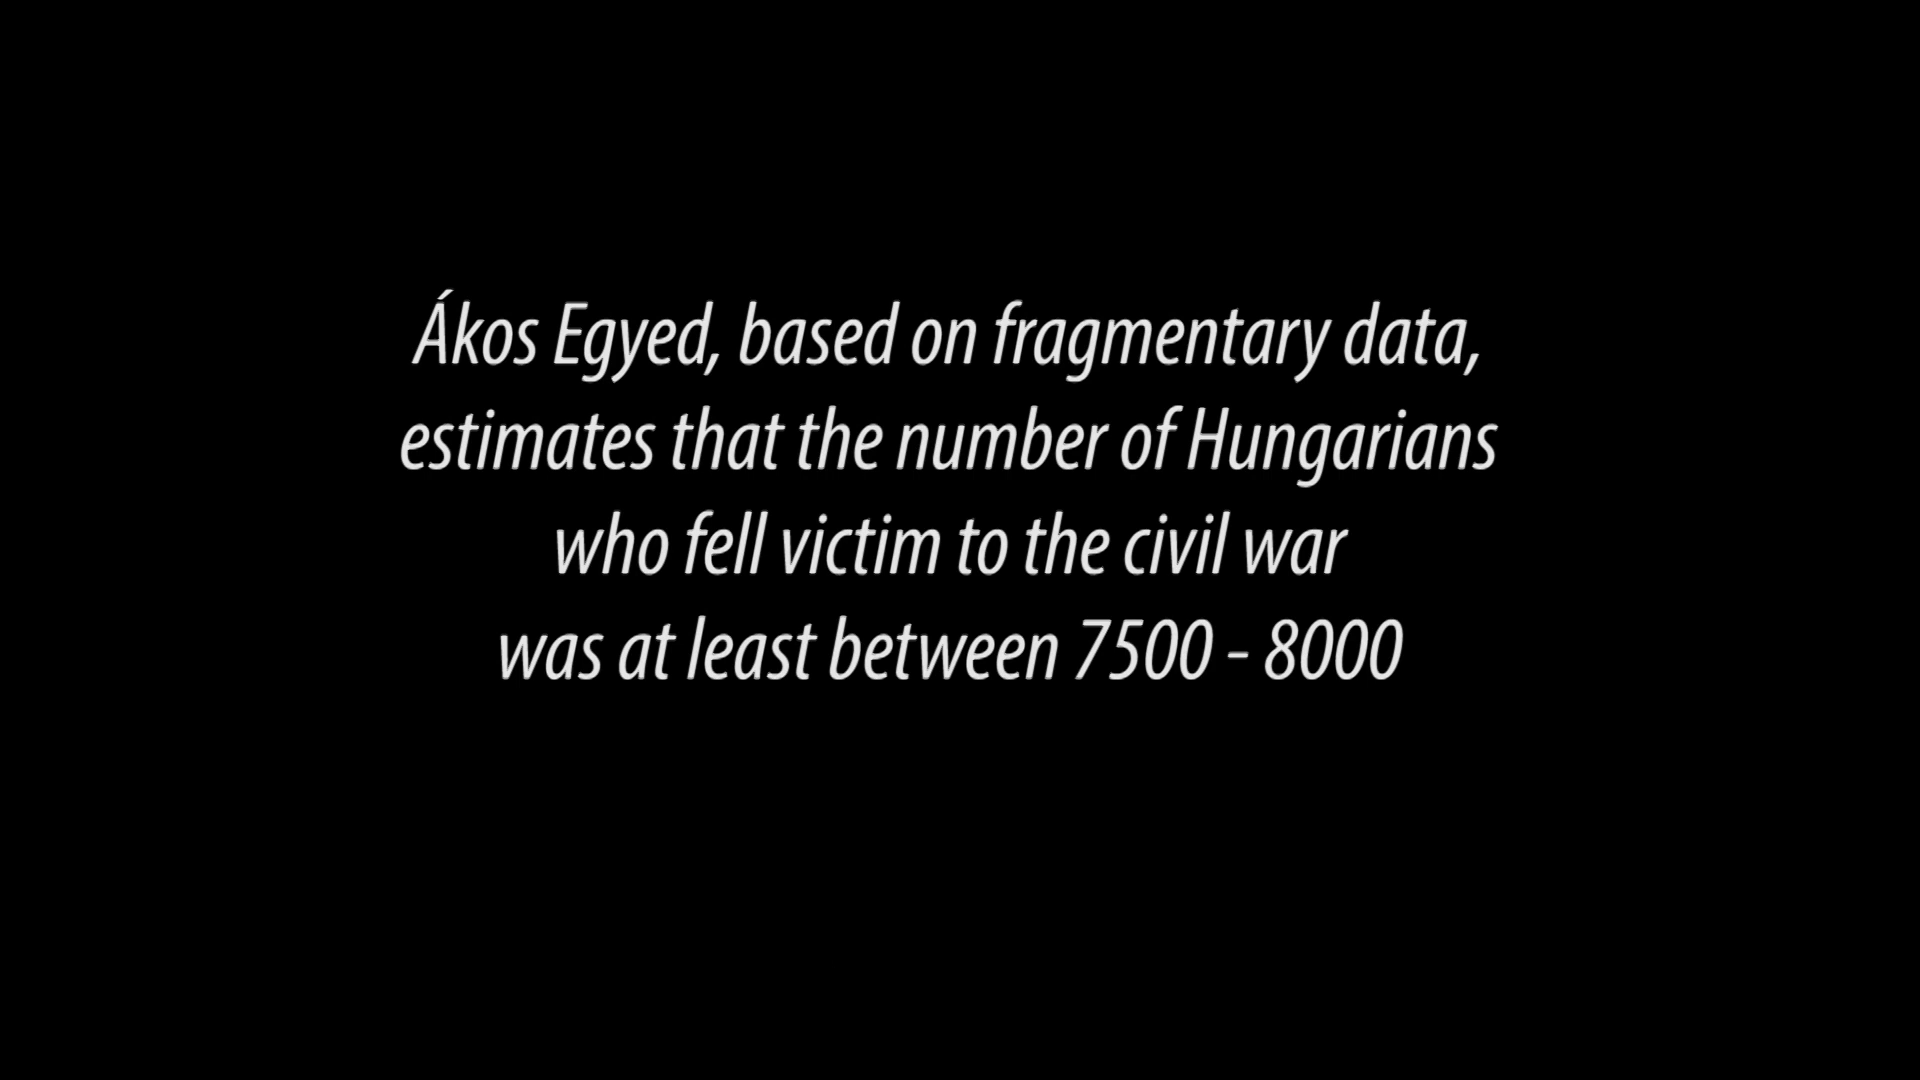 Ákos Egyed, based on fragmentary data,
estimates that the number of Hungarians
who fell victim to the civil war
was at least between 7500 - 8000